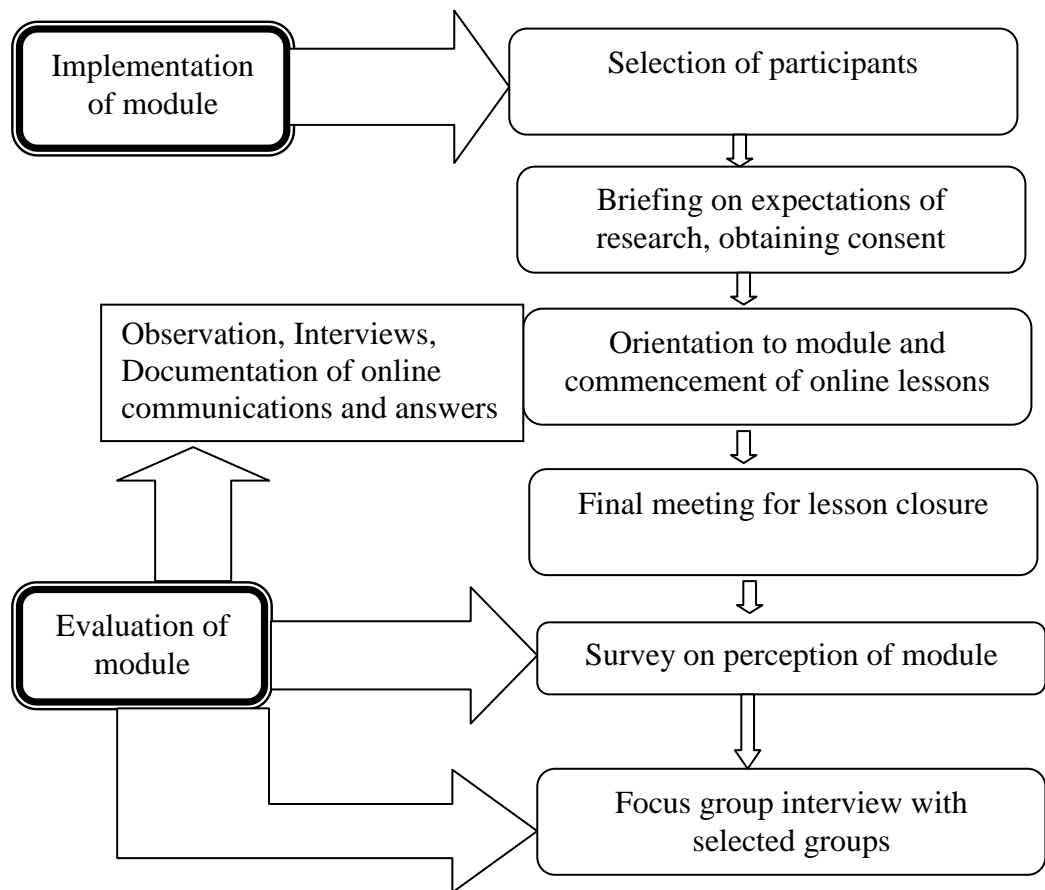 Implementation
of module
Selection of participants
Briefing on expectations of
research, obtaining consent
Observation, Interviews,
Documentation of online
communications and answers
Orientation to module and
commencement of online lessons
Final meeting for lesson closure
Evaluation of
module
Survey on perception of module
Focus group interview with
selected groups